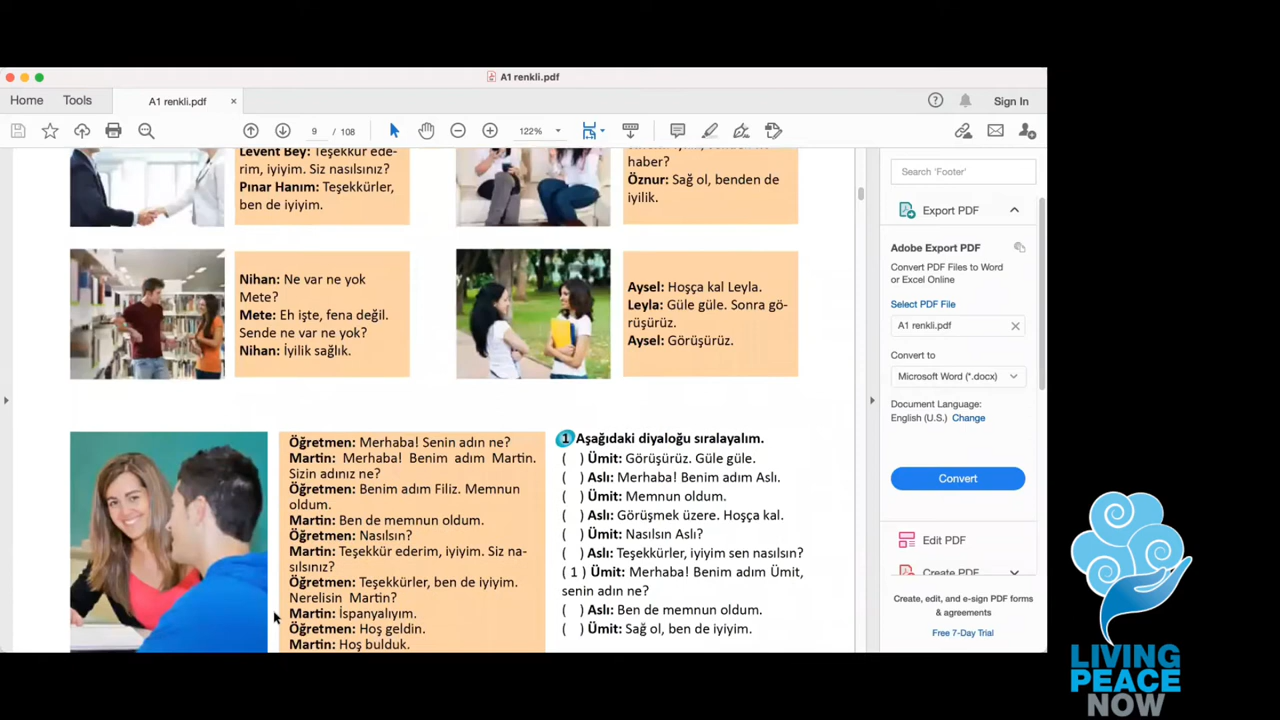 A1 renkli.pdf
Home
Tools
A1 renkli.pdf
Sign In
9 / 108
122%
Levent Bey: Teşekkür ede-
rim, iyiyim. Siz nasılsınız?
Pınar Hanım: Teşekkürler,
ben de iyiyim.
haber?
Öznur: Sağ ol, benden de
iyilik.
Nihan: Ne var ne yok
Mete?
Mete: Eh işte, fena değil.
Sende ne var ne yok?
Nihan: İyilik sağlık.
Aysel: Hoşça kal Leyla.
Leyla: Güle güle. Sonra gö-
rüşürüz.
Aysel: Görüşürüz.
Öğretmen: Merhaba! Senin adın ne?
Martin: Merhaba! Benim adım Martin.
Sizin adınız ne?
Öğretmen: Benim adım Filiz. Memnun
oldum.
Martin: Ben de memnun oldum.
Öğretmen: Nasılsın?
Martin: Teşekkür ederim, iyiyim. Siz na-
sılsınız?
Öğretmen: Teşekkürler, ben de iyiyim.
Nerelisin Martin?
Martin: İspanyalıyım.
Öğretmen: Hoş geldin.
Martin: Hoş bulduk.
1 Aşağıdaki diyaloğu sıralayalım.
( ) Ümit: Görüşürüz. Güle güle.
( ) Aslı: Merhaba! Benim adım Aslı.
( ) Ümit: Memnun oldum.
( ) Aslı: Görüşmek üzere. Hoşça kal.
( ) Ümit: Nasılsın Aslı?
( ) Aslı: Teşekkürler, iyiyim sen nasılsın?
( 1 ) Ümit: Merhaba! Benim adım Ümit,
senin adın ne?
( ) Aslı: Ben de memnun oldum.
( ) Ümit: Sağ ol, ben de iyiyim.
Search 'Footer'
Export PDF
Adobe Export PDF
Convert PDF Files to Word
or Excel Online
Select PDF File
A1 renkli.pdf
Convert to
Microsoft Word (*.docx)
Document Language:
English (U.S.) Change
Convert
Edit PDF
Create PDF
Create, edit, and e-sign PDF forms
& agreements
Free 7-Day Trial
LIVING
PEACE
NOW